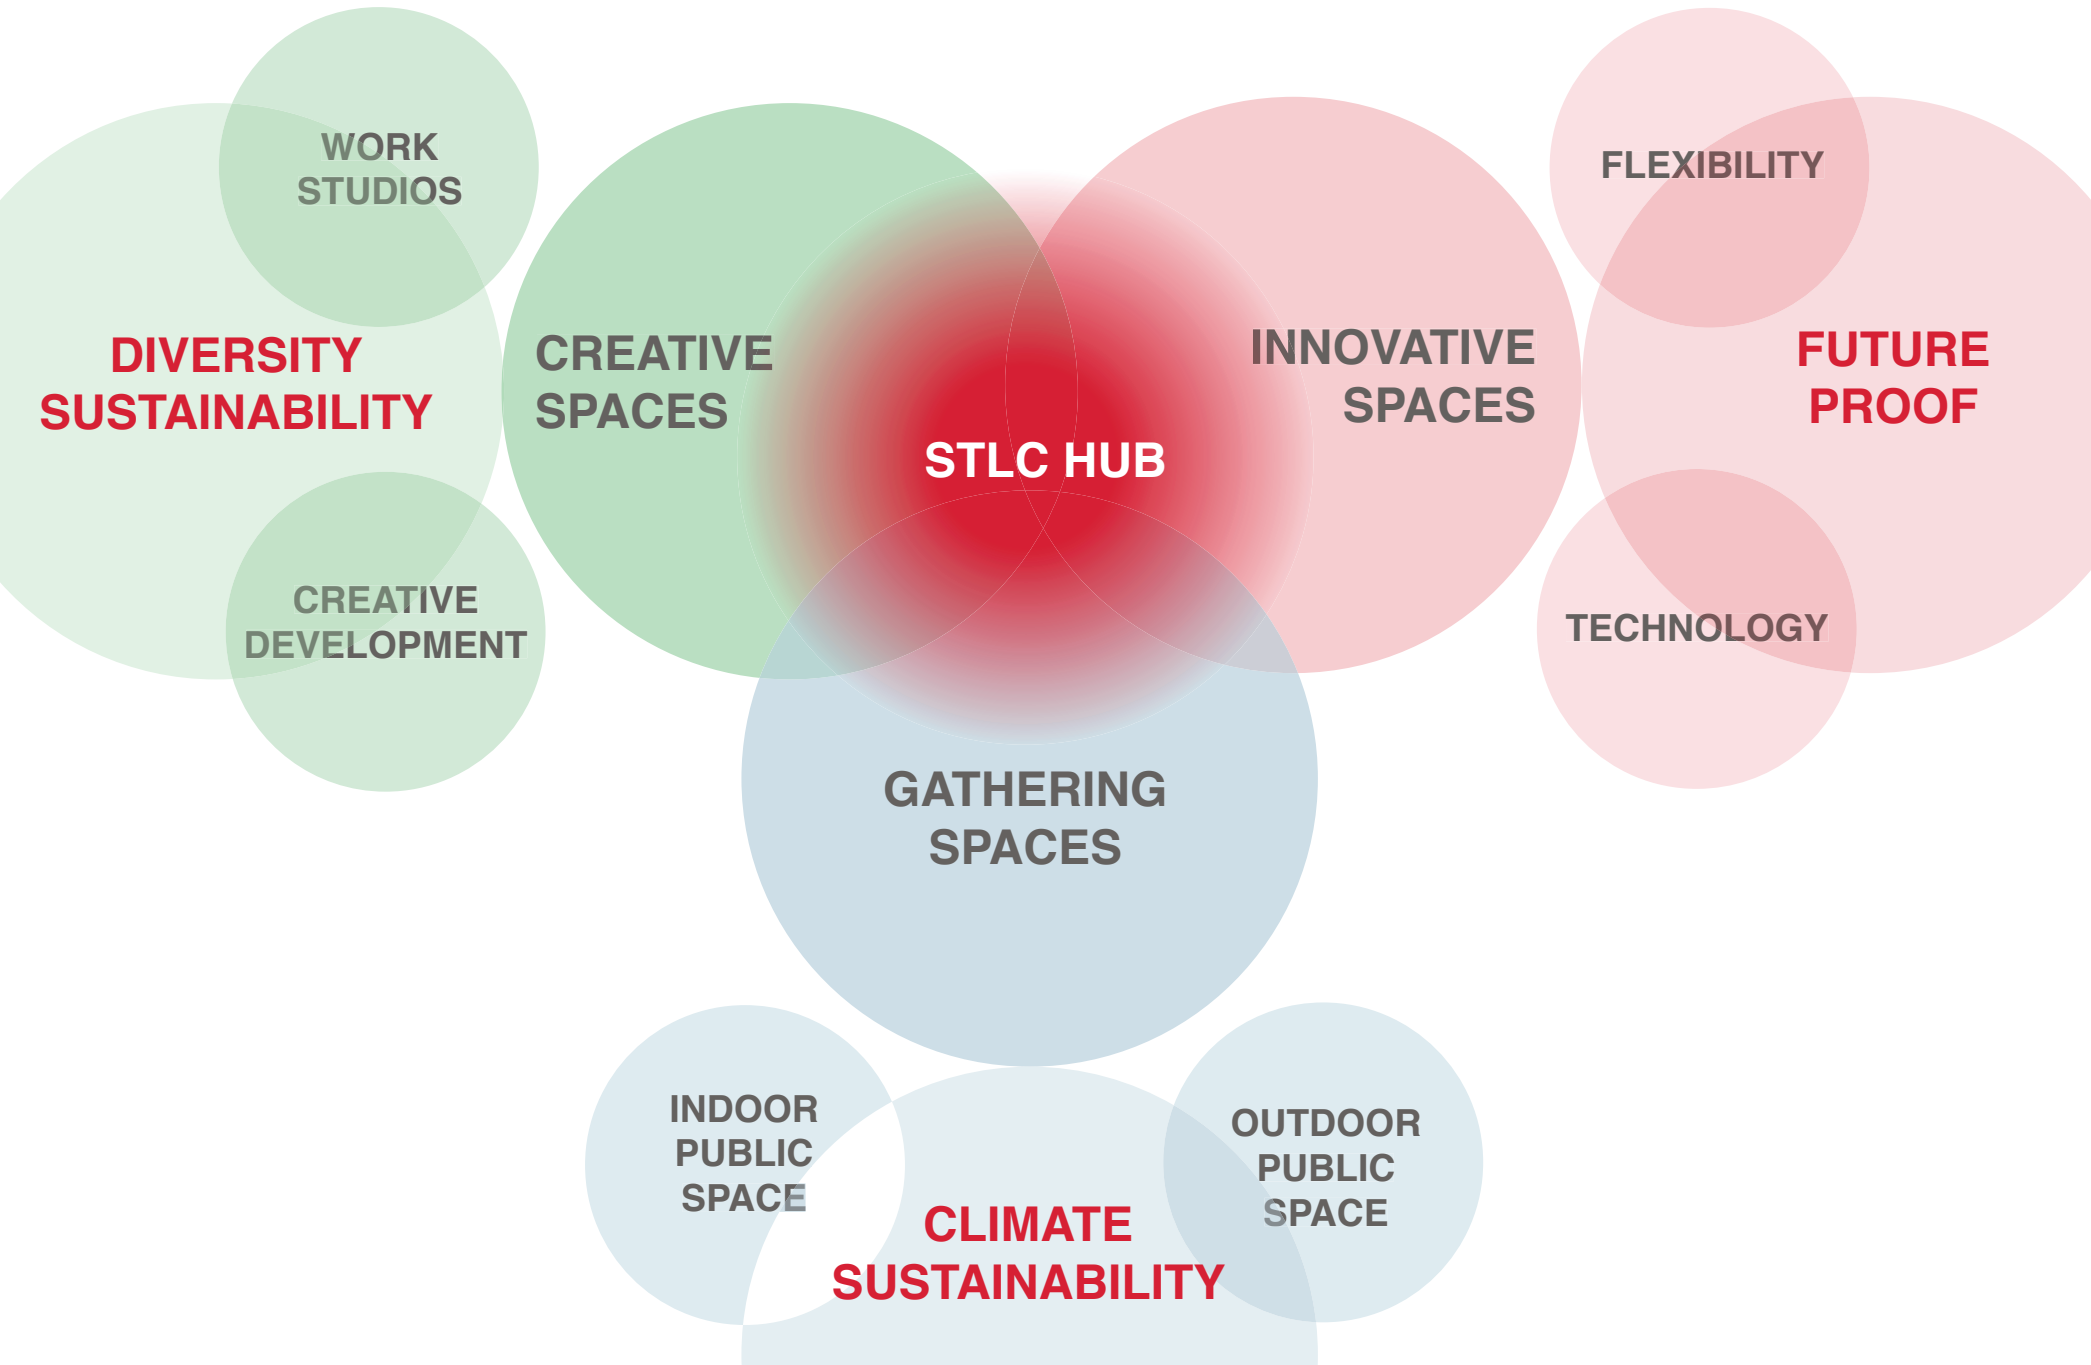 WORK
STUDIOS
DIVERSITY
SUSTAINABILITY
CREATIVE
DEVELOPMENT
CREATIVE
SPACES
STLC HUB
INNOVATIVE
SPACES
FLEXIBILITY
FUTURE
PROOF
TECHNOLOGY
GATHERING
SPACES
INDOOR
PUBLIC
SPACE
CLIMATE
SUSTAINABILITY
OUTDOOR
PUBLIC
SPACE